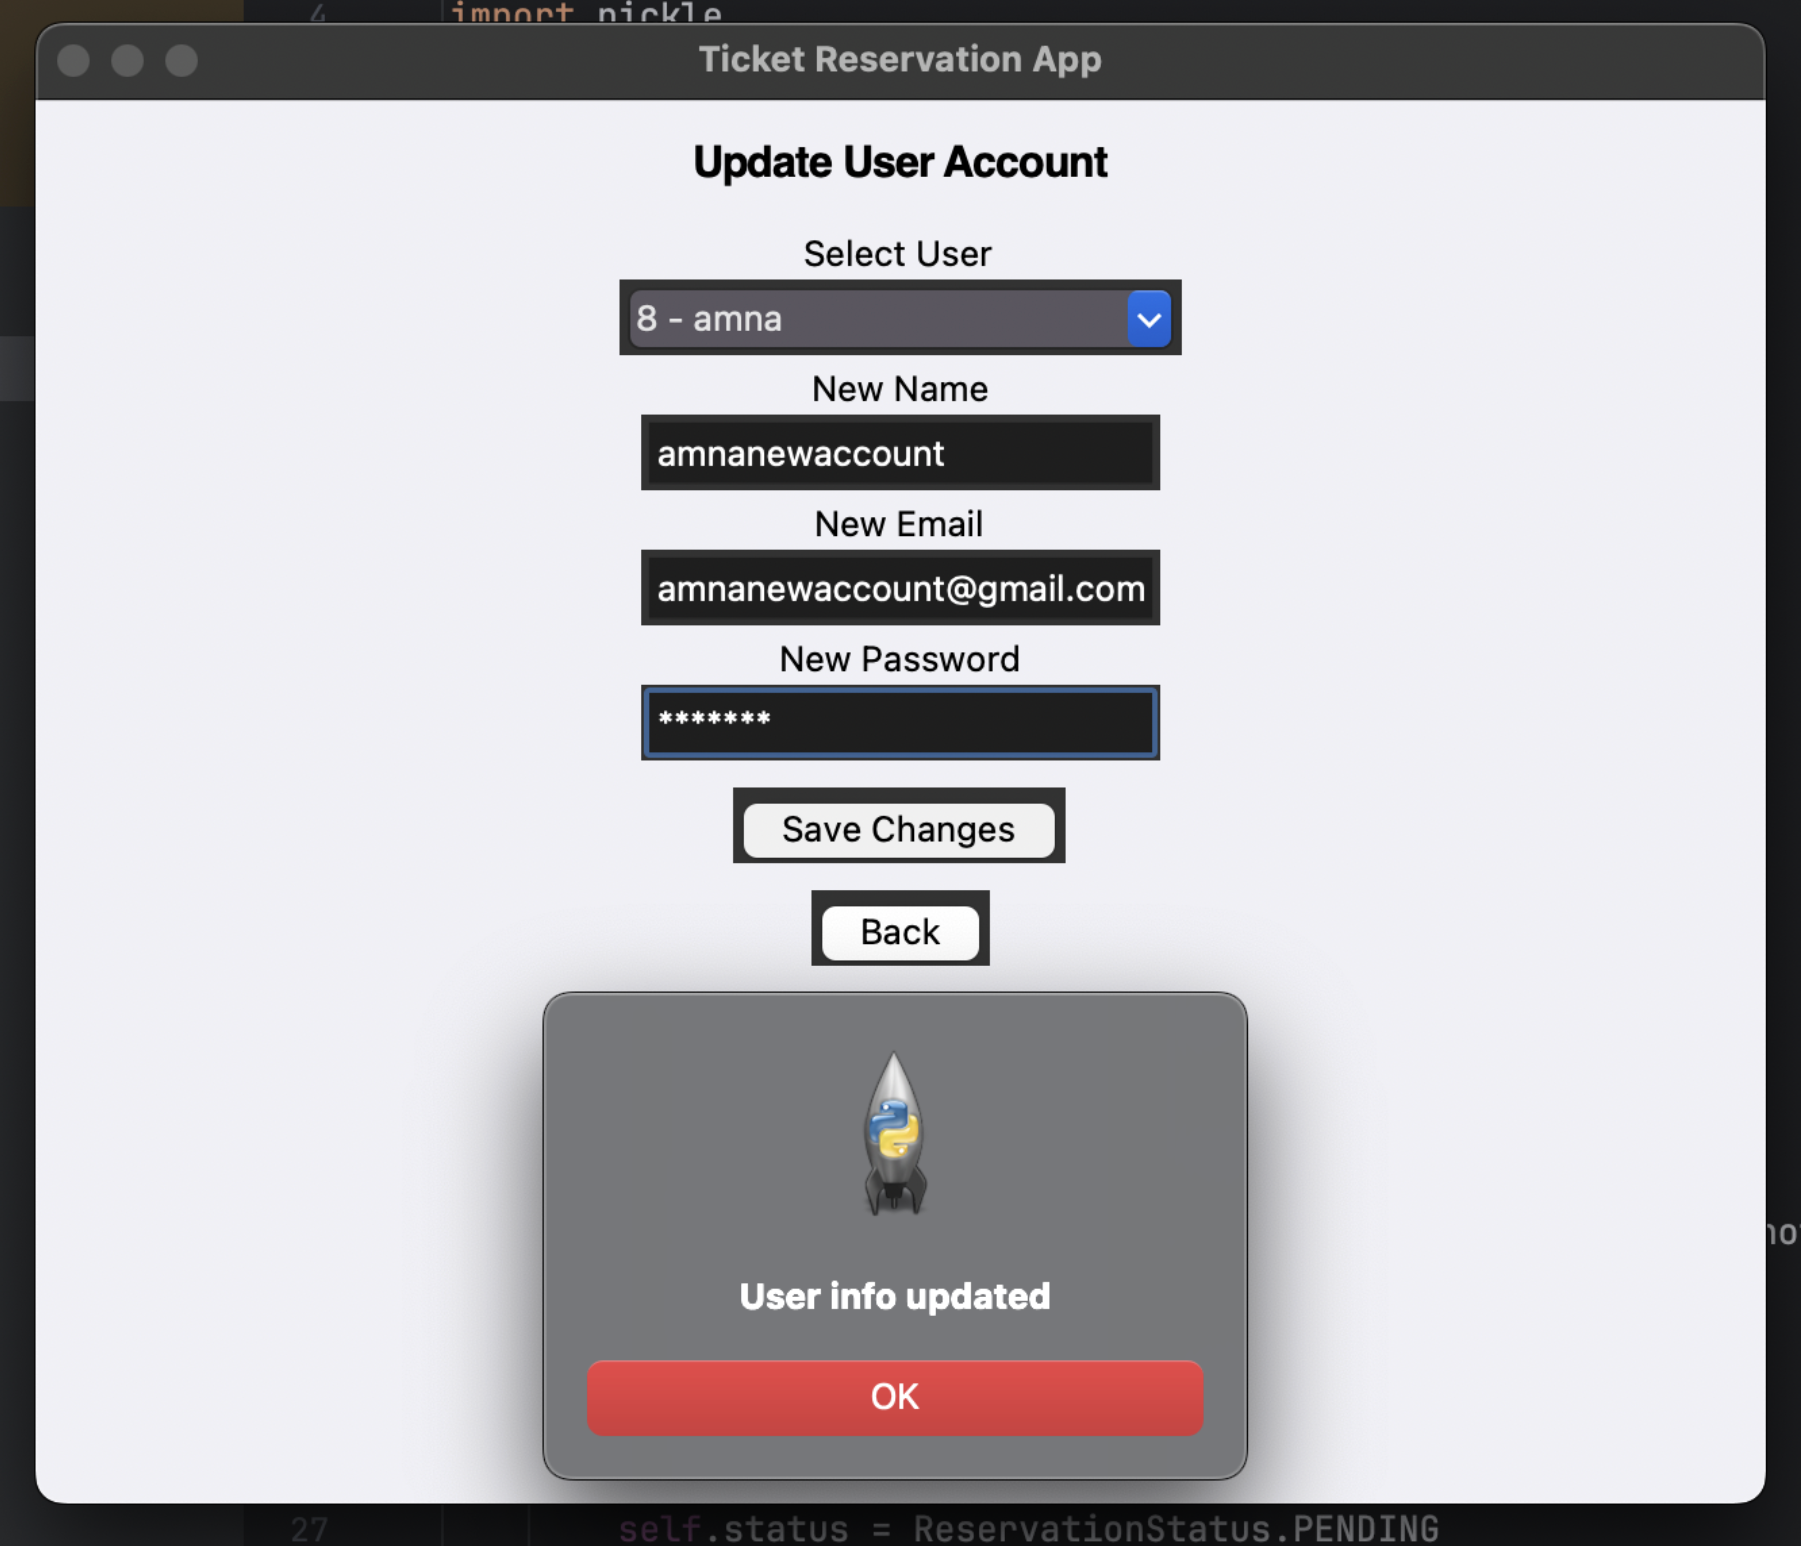 4 import pickle
Ticket Reservation App
Update User Account
Select User
8 - amna
New Name
amnanewaccount
New Email
amnanewaccount@gmail.com
New Password
*******
Save Changes
Back
User info updated
OK
27 self.status = ReservationStatus.PENDING